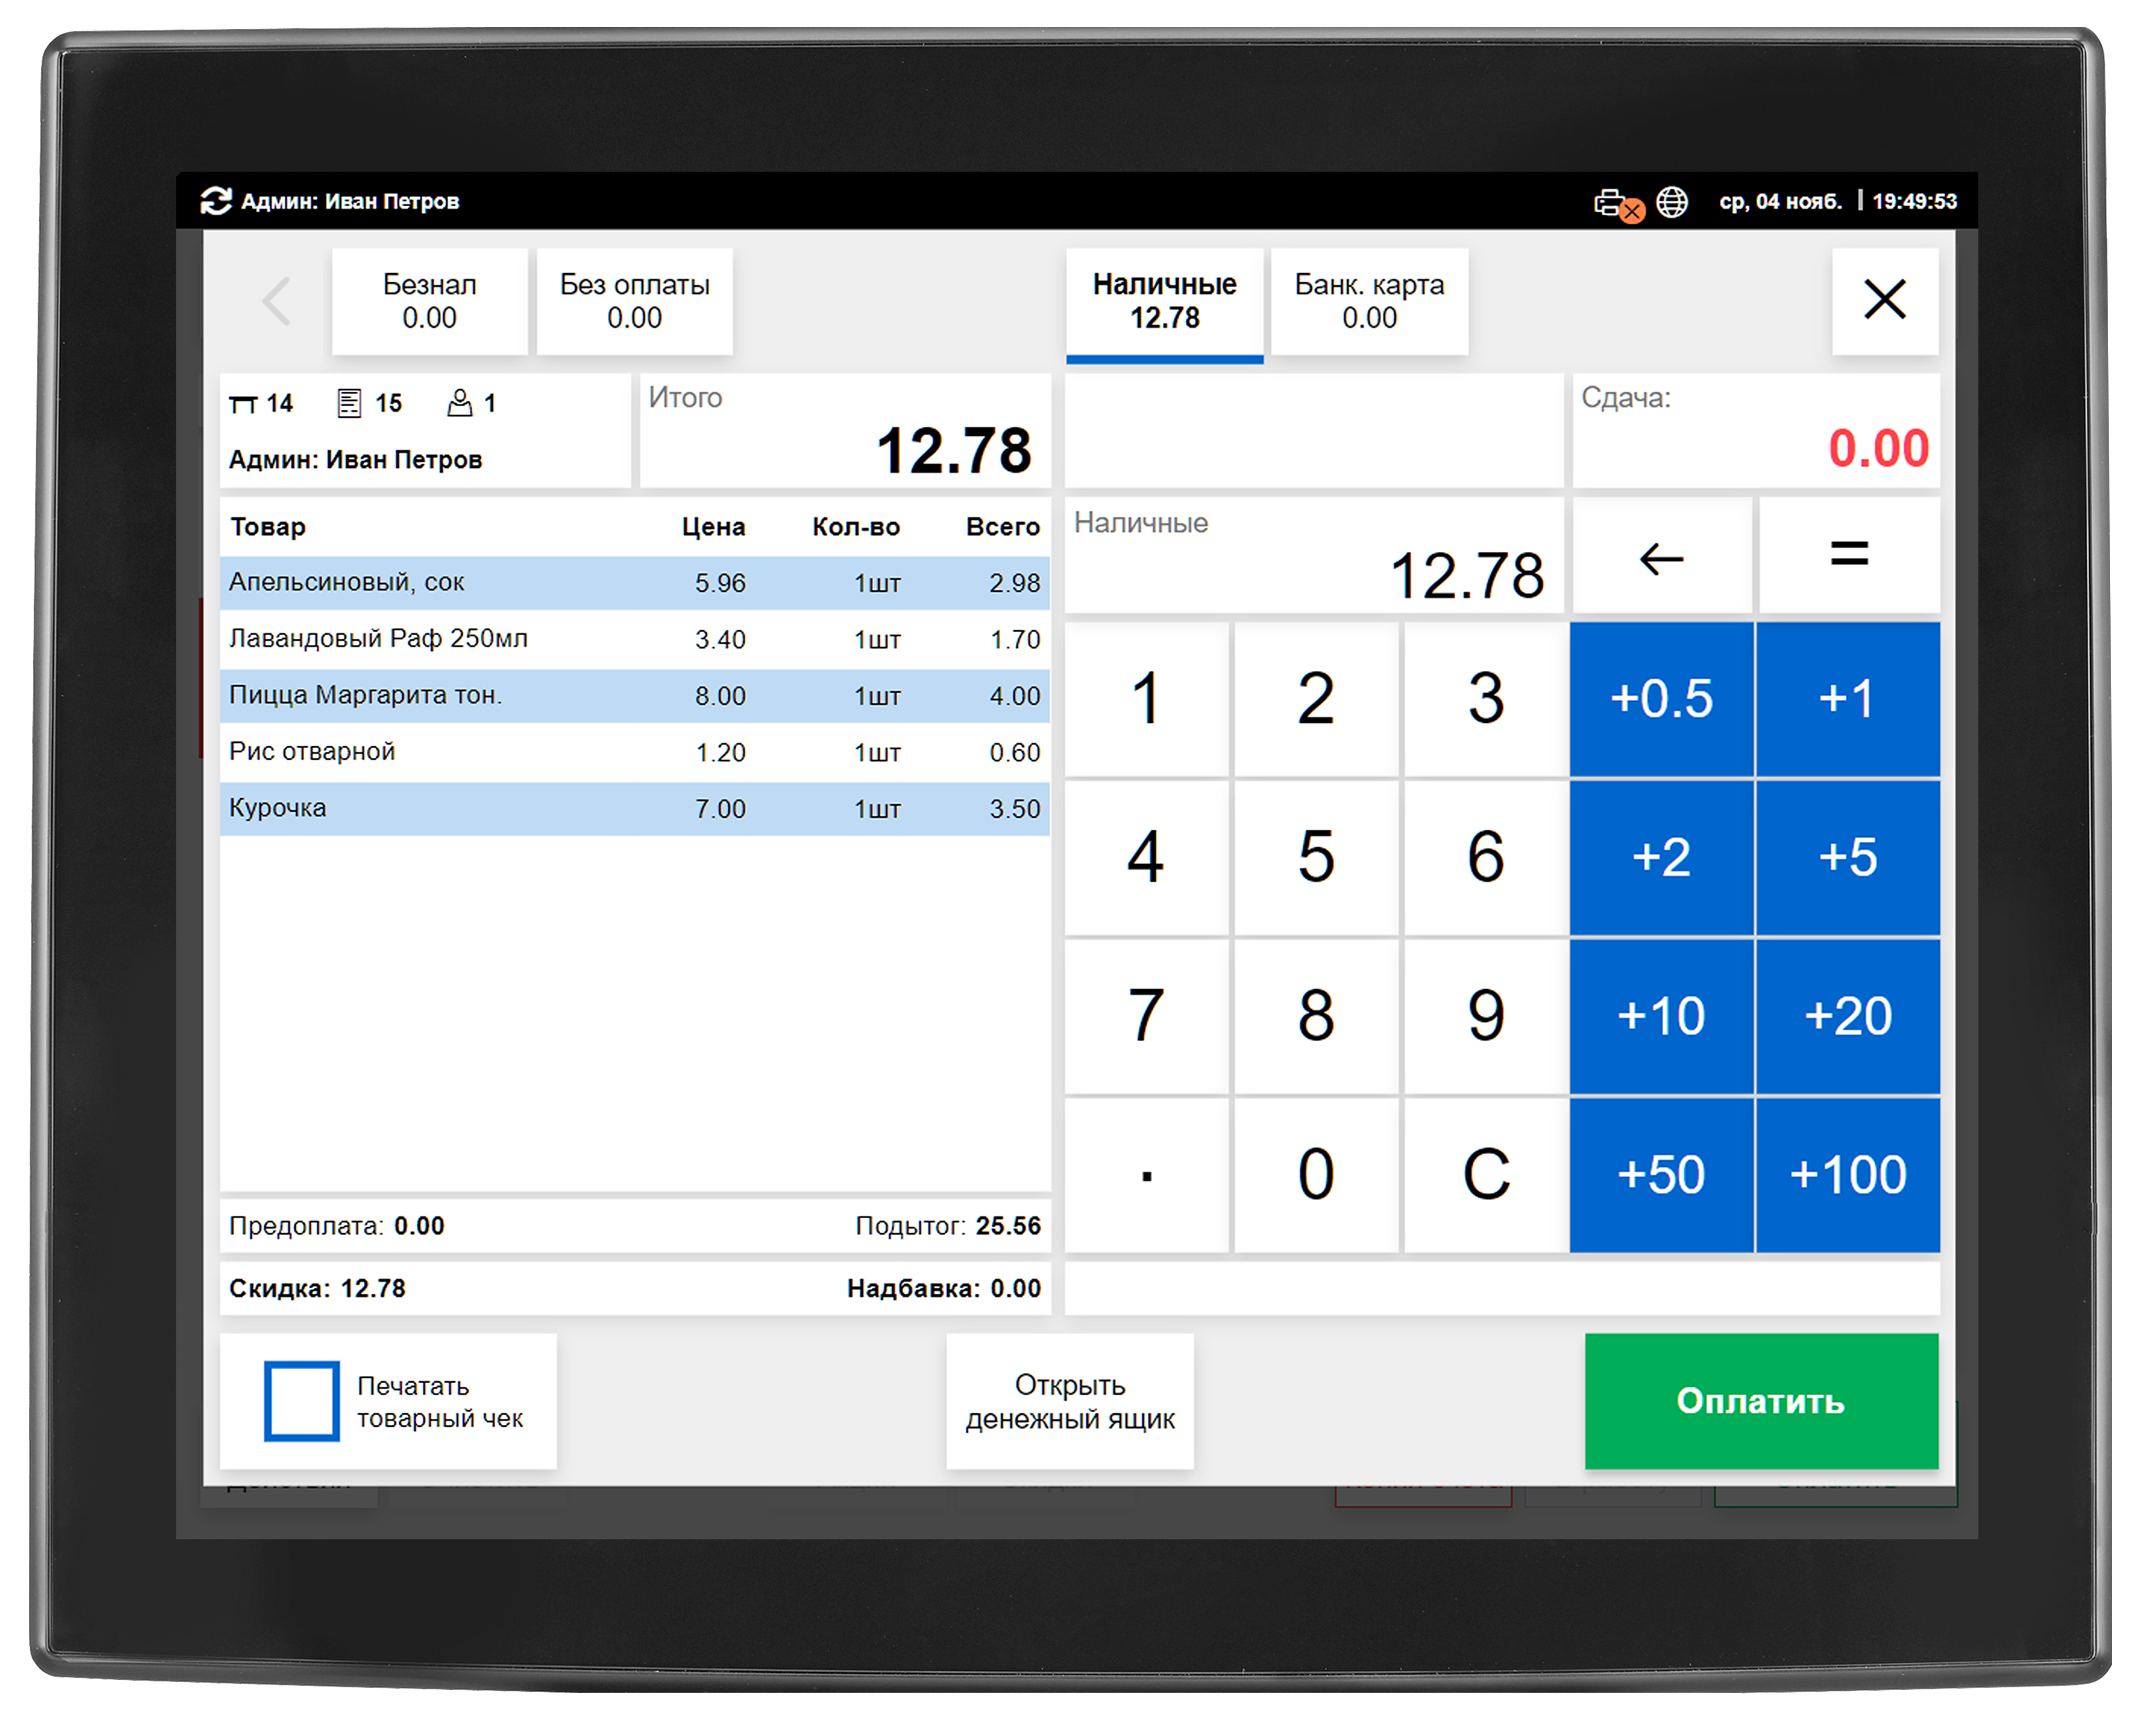 Админ: Иван Петров
ср, 04 нояб. | 19:49:53
Безнал
0.00
Без оплаты
0.00
Наличные
12.78
Банк. карта
0.00
14 15 1
Админ: Иван Петров
Итого
12.78
Сдача:
0.00
Товар Цена Кол-во Всего
Апельсиновый, сок 5.96 1шт 2.98
Лавандовый Раф 250мл 3.40 1шт 1.70
Пицца Маргарита тон. 8.00 1шт 4.00
Рис отварной 1.20 1шт 0.60
Курочка 7.00 1шт 3.50
Предоплата: 0.00 Подытог: 25.56
Скидка: 12.78 Надбавка: 0.00
Наличные
12.78
← =
1 2 3 +0.5 +1
4 5 6 +2 +5
7 8 9 +10 +20
. 0 C +50 +100
Печатать
товарный чек
Открыть
денежный ящик
Оплатить